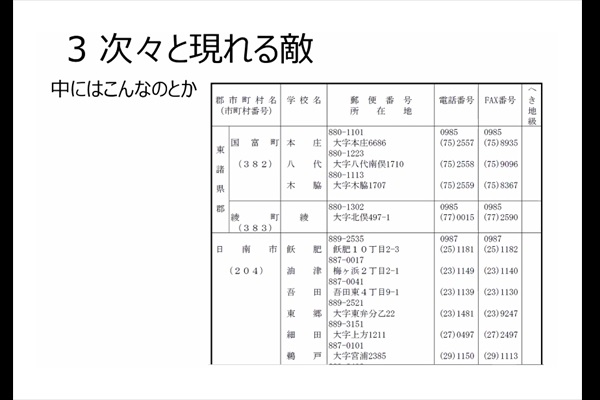 3 次々と現れる敵
中にはこんなのとか
郡市町村名 学校名 郵便番号 電話番号 FAX番号 へき地級
(市町村番号) 所在地
880-1101 0985 0985
東諸県郡 国富町 本庄 大字本庄6686 (75)2557 (75)8935
880-1223
(３８２) 八代 大字八代南俣1710 (75)2558 (75)9096
880-1113
木脇 大字木脇1707 (75)2559 (75)8367
880-1302 0985 0985
綾町 綾 大字北俣497-1 (77)0015 (77)2590
(３８３)
889-2535 0987 0987
日南市 飫肥 飫肥１０丁目2-3 (25)1181 (25)1182
887-0017
(２０４) 油津 梅ヶ浜２丁目2-1 (23)1149 (23)1140
887-0041
吾田 吾田東４丁目9-1 (23)1139 (23)1130
889-2521
東郷 大字東弁分乙22 (23)1481 (23)9247
889-3151
細田 大字上方1211 (27)0497 (27)2497
887-0101
鵜戸 大字宮浦2385 (29)1150 (29)1113